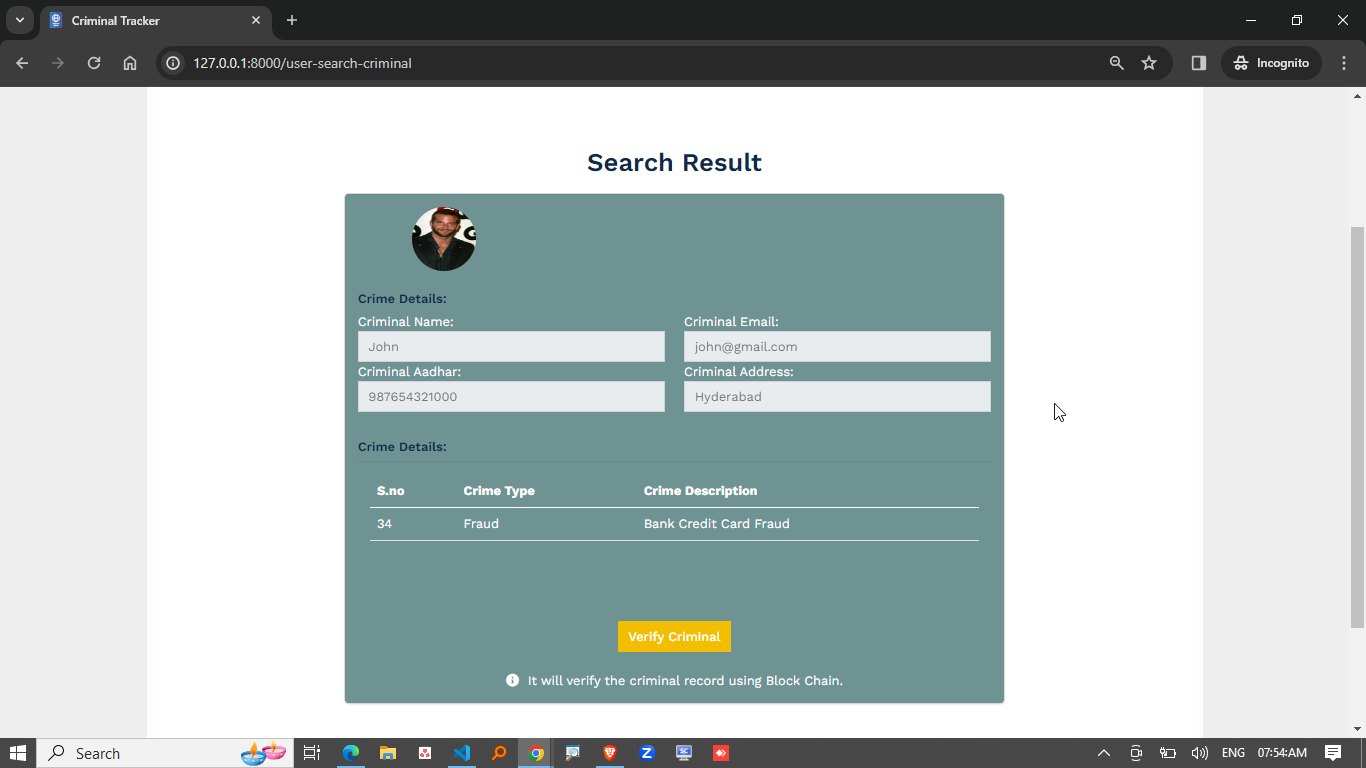 Criminal Tracker
127.0.0.1:8000/user-search-criminal
Incognito
Search Result
Crime Details:
Criminal Name:
Criminal Email:
John
john@gmail.com
Criminal Aadhar:
Criminal Address:
987654321000
Hyderabad
Crime Details:
S.no Crime Type Crime Description
34 Fraud Bank Credit Card Fraud
Verify Criminal
It will verify the criminal record using Block Chain.
Search
ENG 07:54AM